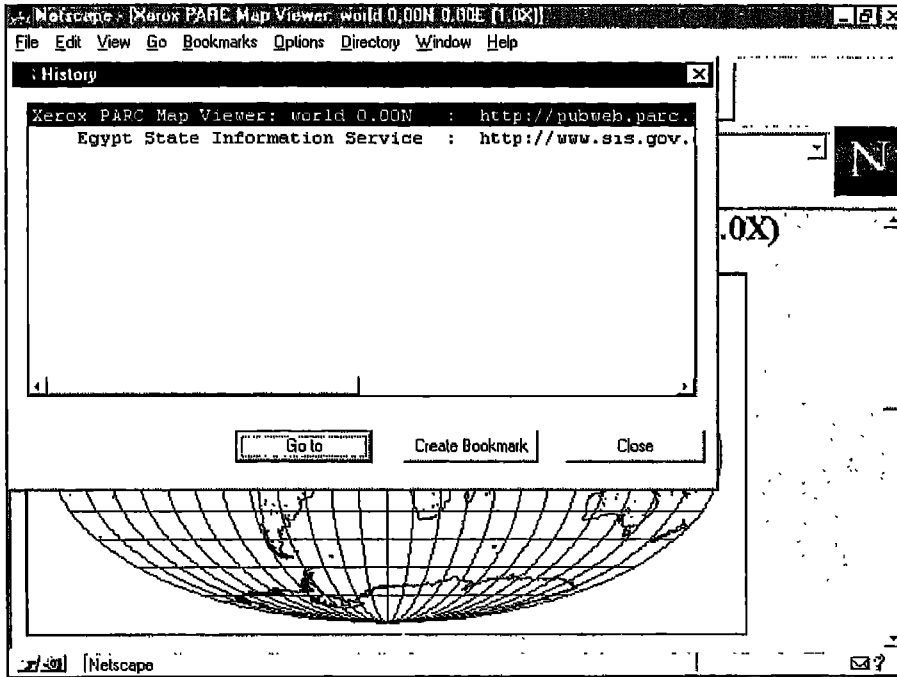 Netscape - [Xerox PARC Map Viewer: world 0.00N 0.00E (1.0X)]
File Edit View Go Bookmarks Options Directory Window Help
History
Xerox PARC Map Viewer: world 0.00N : http://pubweb.parc.
Egypt State Information Service : http://www.sis.gov.
N
.0X)
Go to Create Bookmark Close
Netscape